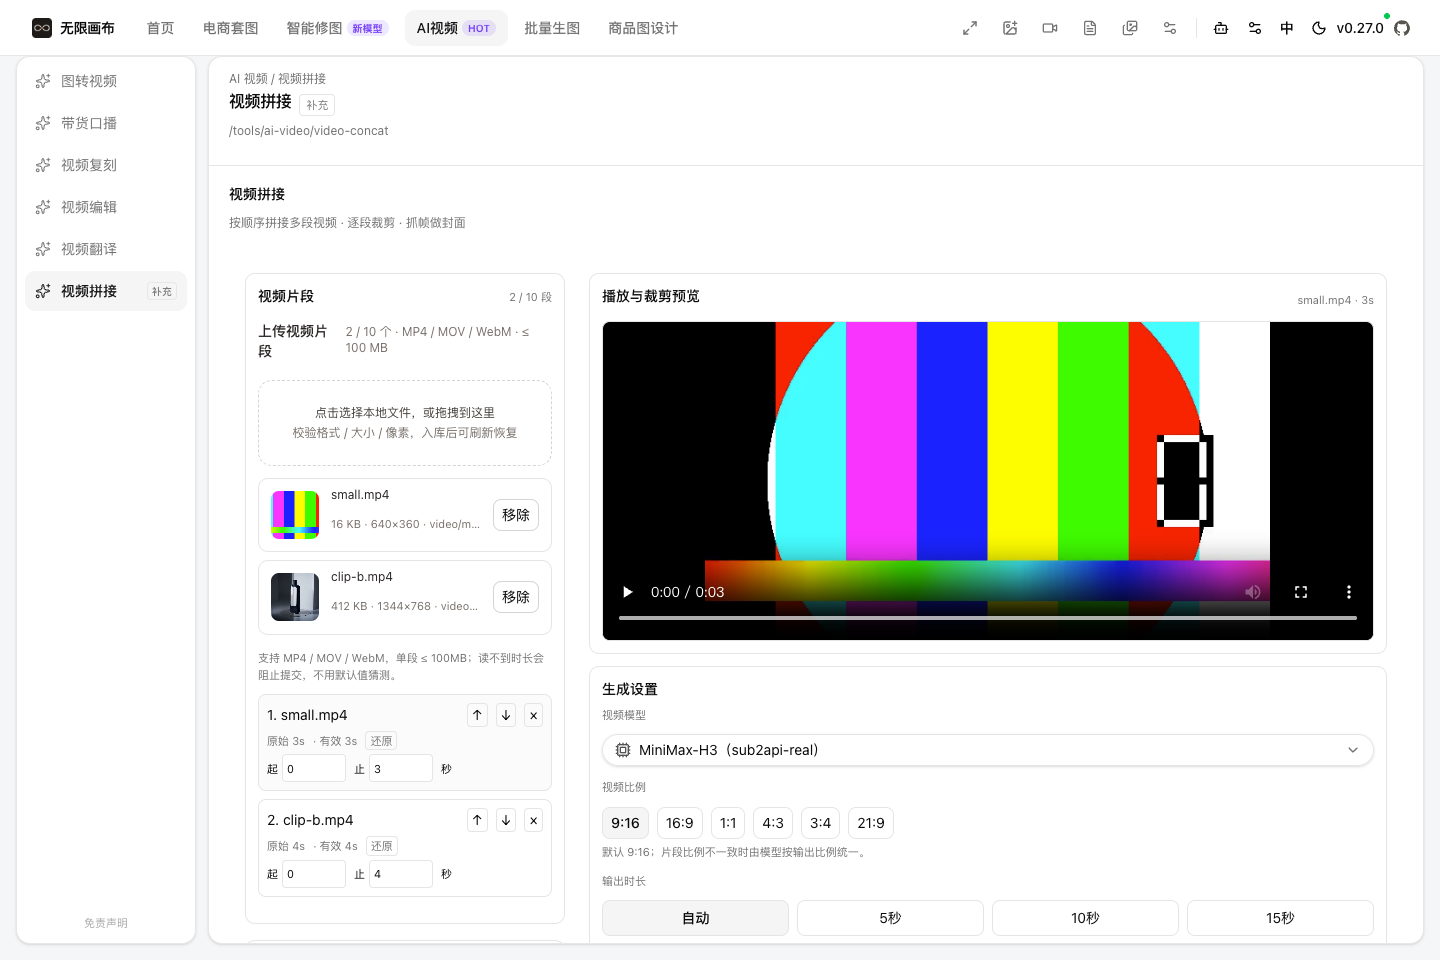 无限画布
首页
电商套图
智能修图 新模型
AI视频 HOT
批量生图
商品图设计
中
v0.27.0
图转视频
带货口播
视频复刻
视频编辑
视频翻译
视频拼接 补充
免责声明
AI 视频 / 视频拼接
视频拼接 补充
/tools/ai-video/video-concat
视频拼接
按顺序拼接多段视频 · 逐段裁剪 · 抓帧做封面
视频片段
2 / 10 段
上传视频片段
2 / 10 个 · MP4 / MOV / WebM · ≤
100 MB
点击选择本地文件，或拖拽到这里
校验格式 / 大小 / 像素，入库后可刷新恢复
small.mp4
16 KB · 640×360 · video/m...
移除
clip-b.mp4
412 KB · 1344×768 · video...
移除
支持 MP4 / MOV / WebM，单段 ≤ 100MB；读不到时长会
阻止提交，不用默认值猜测。
1. small.mp4
↑ ↓ ×
原始 3s · 有效 3s 还原
起 0 止 3 秒
2. clip-b.mp4
↑ ↓ ×
原始 4s · 有效 4s 还原
起 0 止 4 秒
播放与裁剪预览
small.mp4 · 3s
0:00 / 0:03
生成设置
视频模型
MiniMax-H3（sub2api-real）
视频比例
9:16 16:9 1:1 4:3 3:4 21:9
默认 9:16；片段比例不一致时由模型按输出比例统一。
输出时长
自动 5秒 10秒 15秒